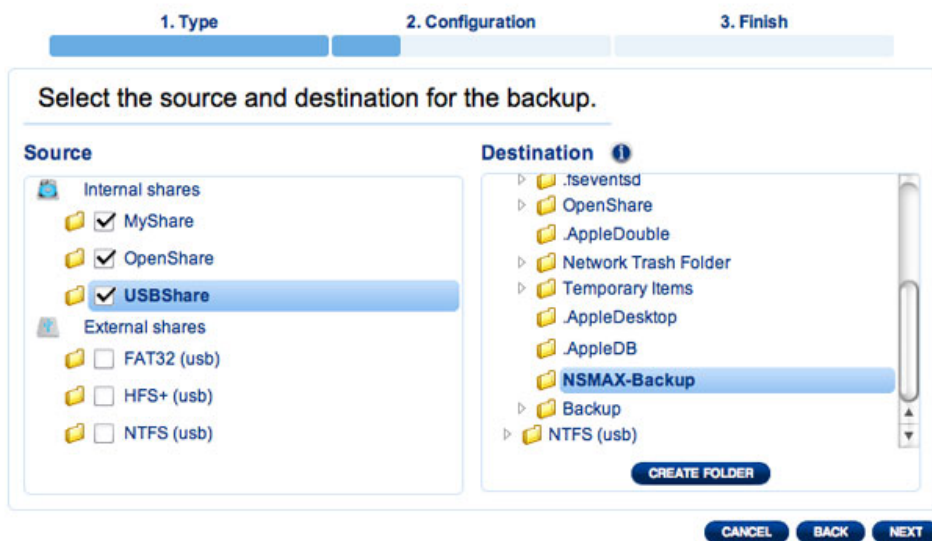 1. Type
2. Configuration
3. Finish
Select the source and destination for the backup.
Source
Internal shares
MyShare
OpenShare
USBShare
External shares
FAT32 (usb)
HFS+ (usb)
NTFS (usb)
Destination
.fseventsd
OpenShare
.AppleDouble
Network Trash Folder
Temporary Items
.AppleDesktop
.AppleDB
NSMAX-Backup
Backup
NTFS (usb)
CREATE FOLDER
CANCEL
BACK
NEXT